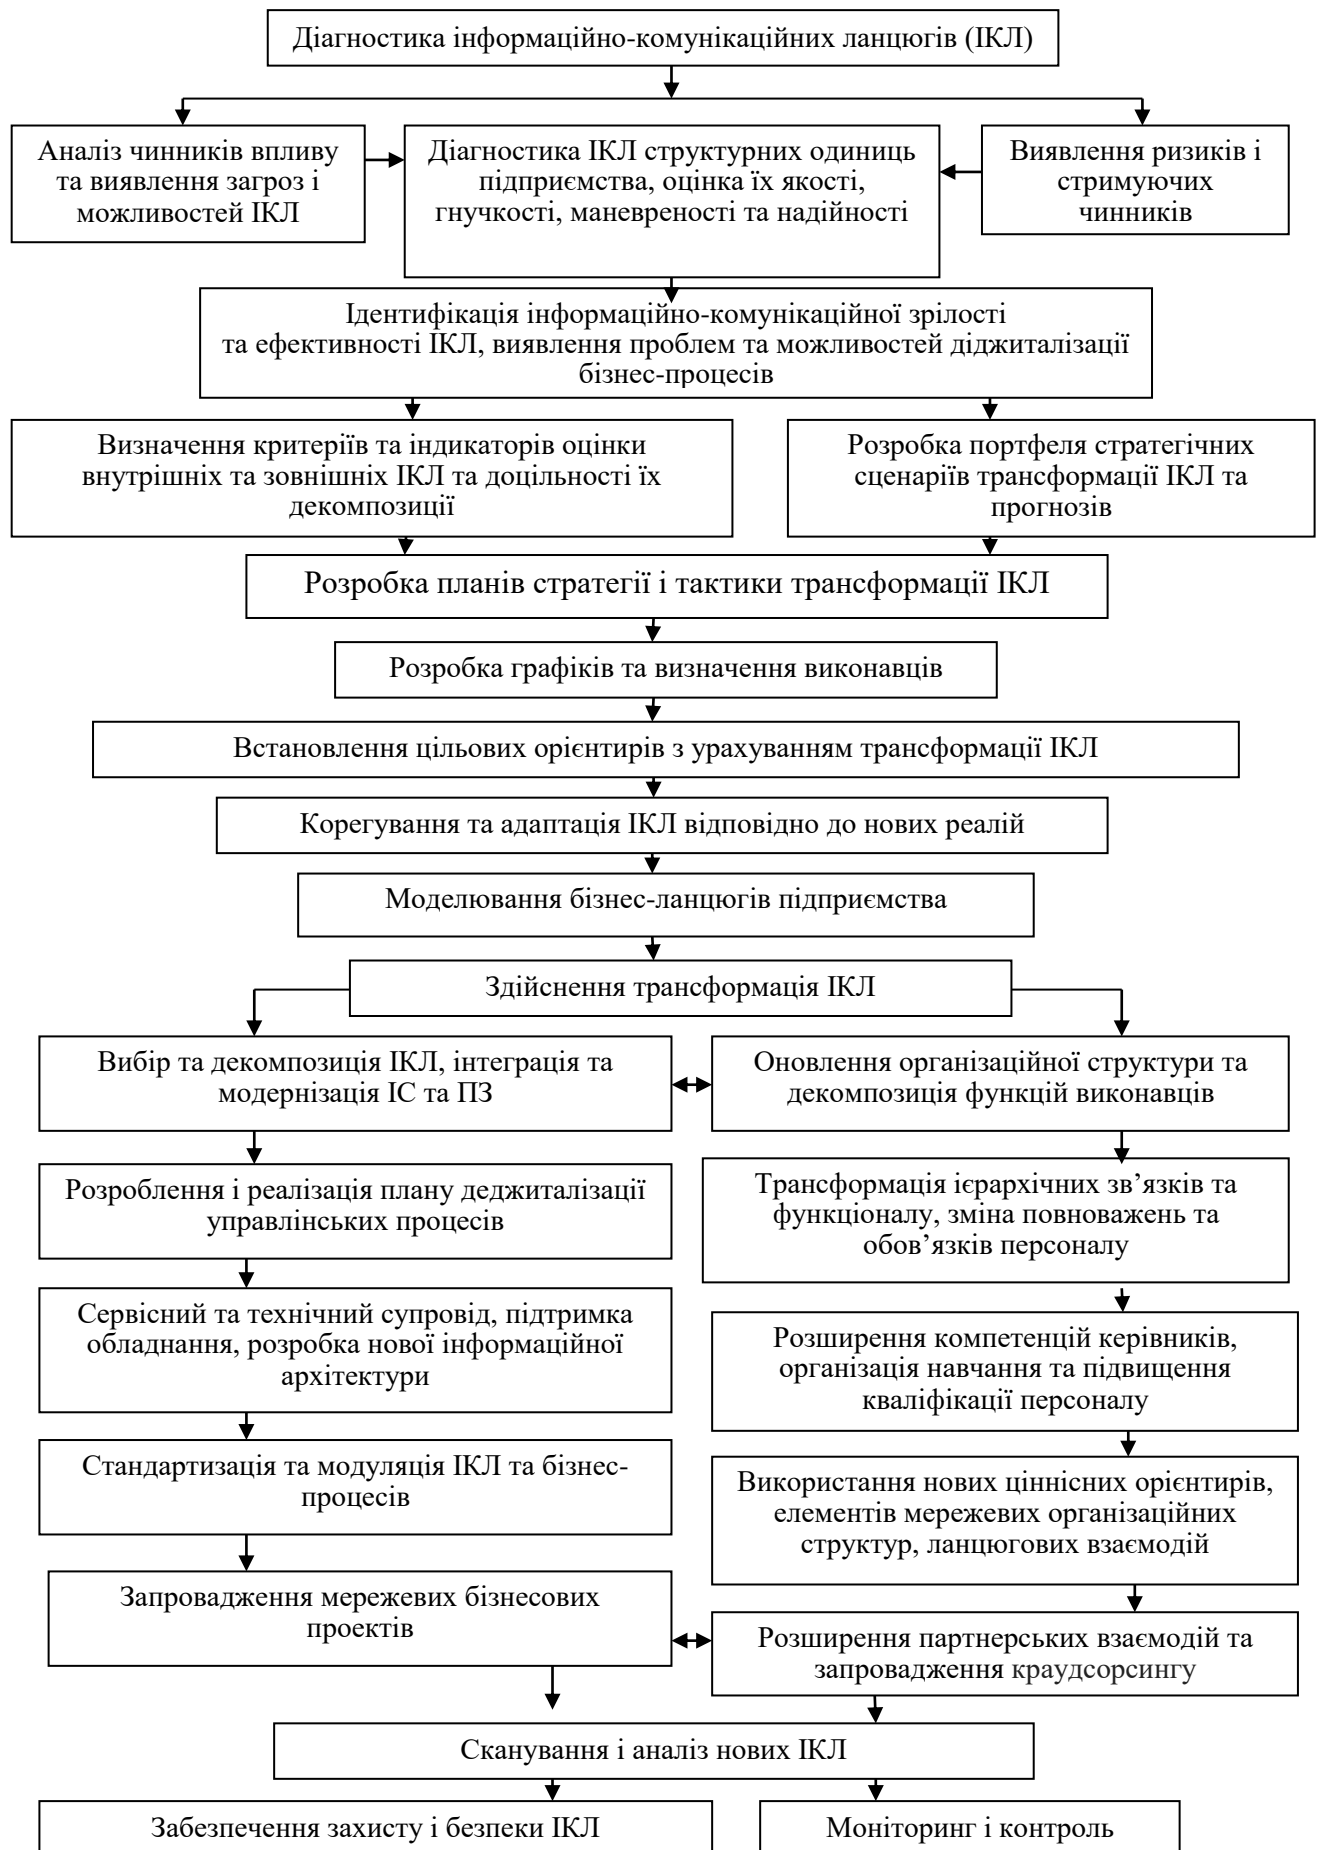 Діагностика інформаційно-комунікаційних ланцюгів (ІКЛ)
Аналіз чинників впливу
та виявлення загроз і
можливостей ІКЛ
Діагностика ІКЛ структурних одиниць
підприємства, оцінка їх якості,
гнучкості, маневреності та надійності
Виявлення ризиків і
стримуючих
чинників
Ідентифікація інформаційно-комунікаційної зрілості
та ефективності ІКЛ, виявлення проблем та можливостей діджиталізації
бізнес-процесів
Визначення критеріїв та індикаторів оцінки
внутрішніх та зовнішніх ІКЛ та доцільності їх
декомпозиції
Розробка портфеля стратегічних
сценаріїв трансформації ІКЛ та
прогнозів
Розробка планів стратегії і тактики трансформації ІКЛ
Розробка графіків та визначення виконавців
Встановлення цільових орієнтирів з урахуванням трансформації ІКЛ
Корегування та адаптація ІКЛ відповідно до нових реалій
Моделювання бізнес-ланцюгів підприємства
Здійснення трансформація ІКЛ
Вибір та декомпозиція ІКЛ, інтеграція та
модернізація ІС та ПЗ
Оновлення організаційної структури та
декомпозиція функцій виконавців
Розроблення і реалізація плану деджиталізації
управлінських процесів
Трансформація ієрархічних зв’язків та
функціоналу, зміна повноважень та
обов’язків персоналу
Сервісний та технічний супровід, підтримка
обладнання, розробка нової інформаційної
архітектури
Розширення компетенцій керівників,
організація навчання та підвищення
кваліфікації персоналу
Стандартизація та модуляція ІКЛ та бізнес-
процесів
Використання нових ціннісних орієнтирів,
елементів мережевих організаційних
структур, ланцюгових взаємодій
Запровадження мережевих бізнесових
проектів
Розширення партнерських взаємодій та
запровадження краудсорсингу
Сканування і аналіз нових ІКЛ
Забезпечення захисту і безпеки ІКЛ
Моніторинг і контроль